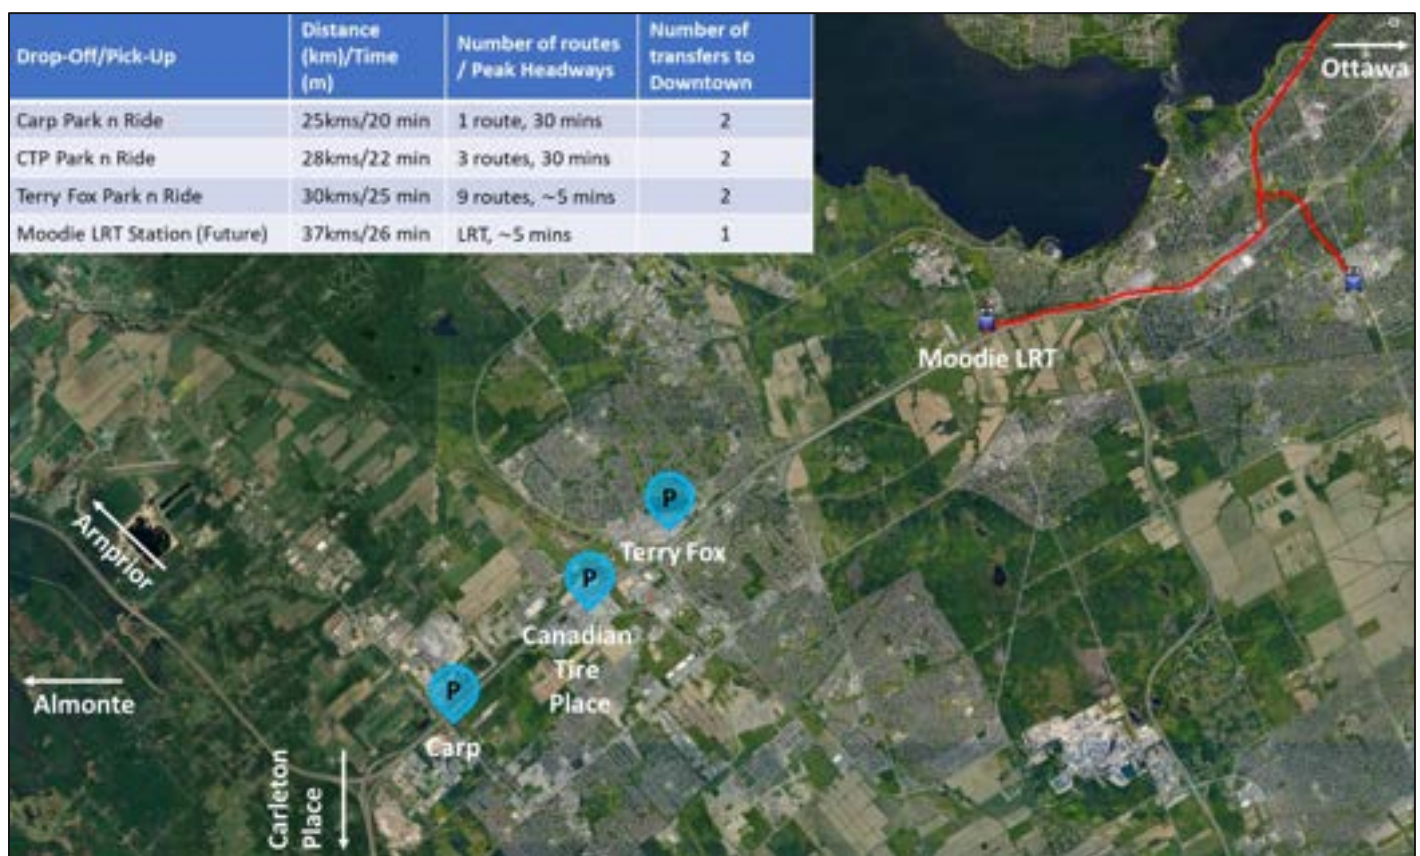 Drop-Off/Pick-Up
Distance
(km)/Time
(m)
Number of routes
/ Peak Headways
Number of
transfers to
Downtown
Carp Park n Ride 25kms/20 min 1 route, 30 mins 2
CTP Park n Ride 28kms/22 min 3 routes, 30 mins 2
Terry Fox Park n Ride 30kms/25 min 9 routes, ~5 mins 2
Moodie LRT Station (Future) 37kms/26 min LRT, ~5 mins 1
Ottawa
Moodie LRT
P
Terry Fox
P
Canadian
Tire
Place
Arnprior
P
Carp
Almonte
Carleton
Place